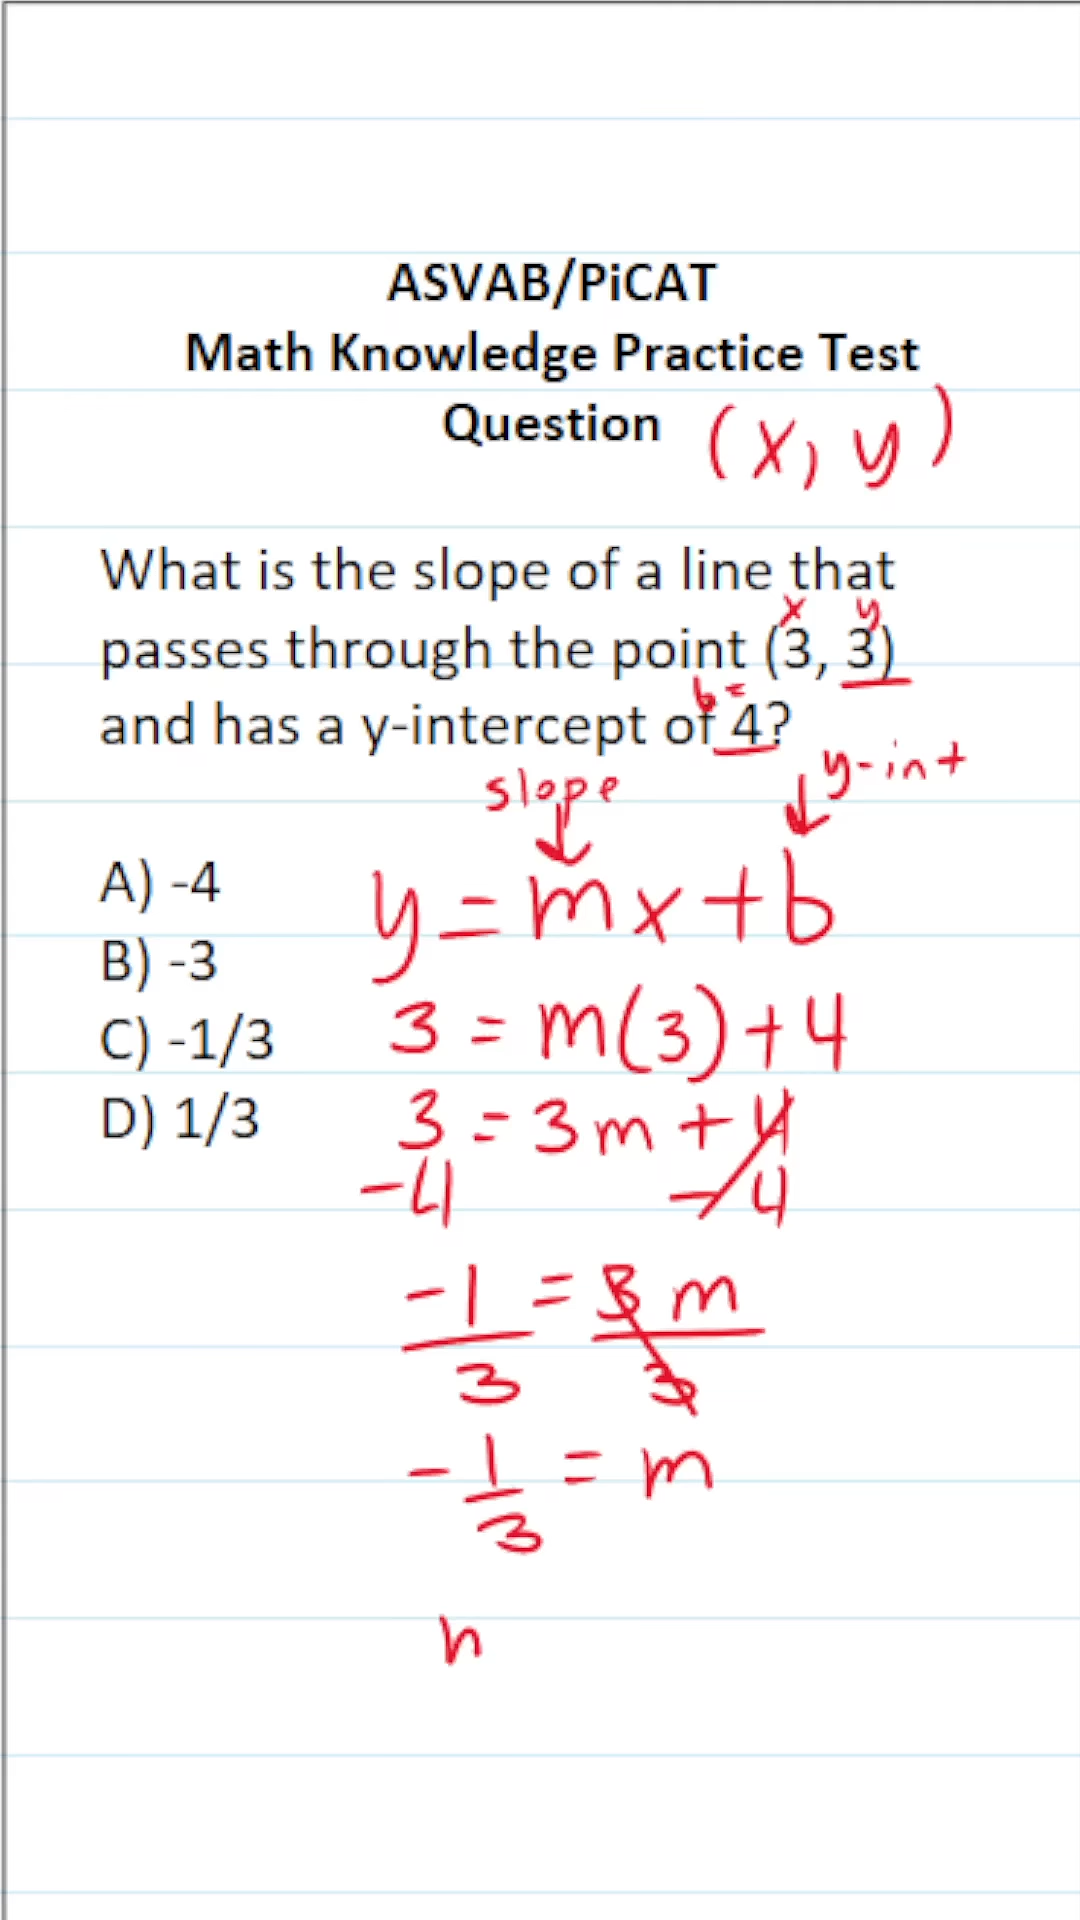 ASVAB/PiCAT
Math Knowledge Practice Test
Question (x, y)
What is the slope of a line that
x y
passes through the point (3, 3)
b =
and has a y-intercept of 4?
y-int
slope
A) -4
y = mx + b
B) -3
C) -1/3
3 = m(3) + 4
D) 1/3
3 = 3m + 4
-4 -4
-1 = 3m
3 3
-1/3 = m
n